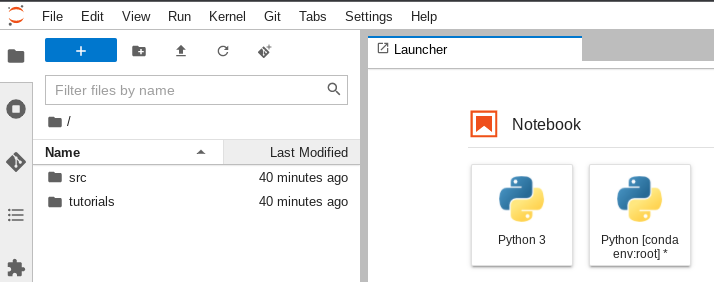 File Edit View Run Kernel Git Tabs Settings Help
+
Launcher
Filter files by name
/
Name Last Modified
src 40 minutes ago
tutorials 40 minutes ago
Notebook
Python 3
Python [conda
env:root] *